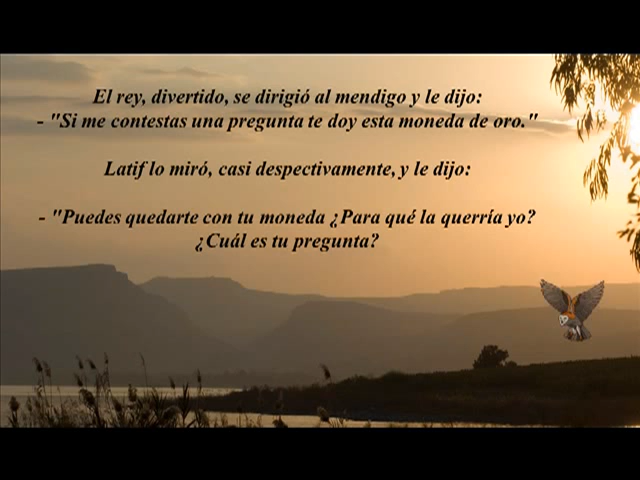 El rey, divertido, se dirigió al mendigo y le dijo:
- "Si me contestas una pregunta te doy esta moneda de oro."
Latif lo miró, casi despectivamente, y le dijo:
- "Puedes quedarte con tu moneda ¿Para qué la querría yo?
¿Cuál es tu pregunta?